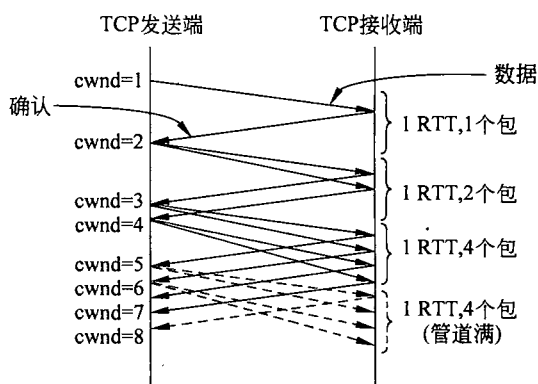 TCP发送端
TCP接收端
cwnd=1
数据
确认
1 RTT,1个包
cwnd=2
1 RTT,2个包
cwnd=3
cwnd=4
1 RTT,4个包
cwnd=5
cwnd=6
cwnd=7
1 RTT,4个包
(管道满)
cwnd=8